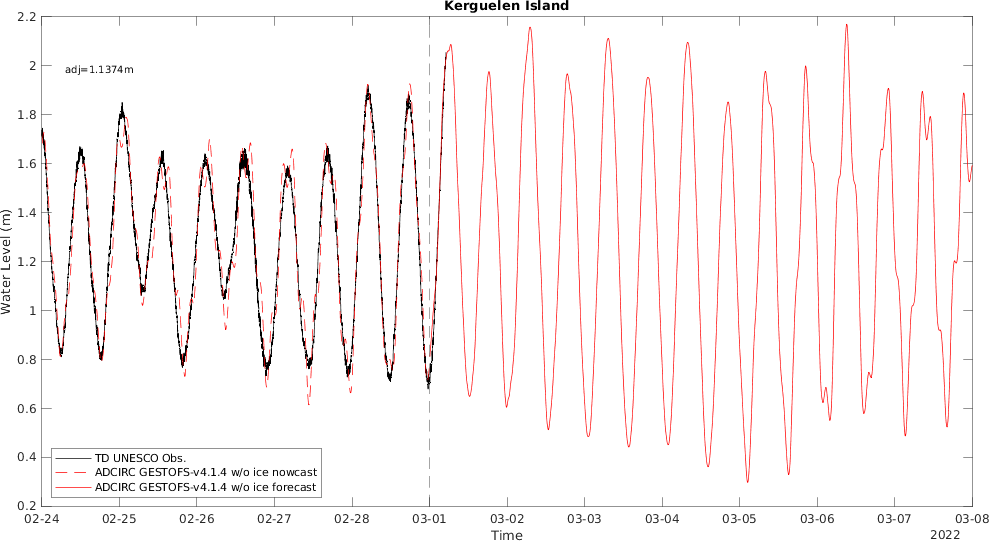 Kerguelen Island
adj=1.1374m
Water Level (m)
2.2
2
1.8
1.6
1.4
1.2
1
0.8
0.6
0.4
0.2
TD UNESCO Obs.
ADCIRC GESTOFS-v4.1.4 w/o ice nowcast
ADCIRC GESTOFS-v4.1.4 w/o ice forecast
02-24 02-25 02-26 02-27 02-28 03-01 03-02 03-03 03-04 03-05 03-06 03-07 03-08
Time
2022